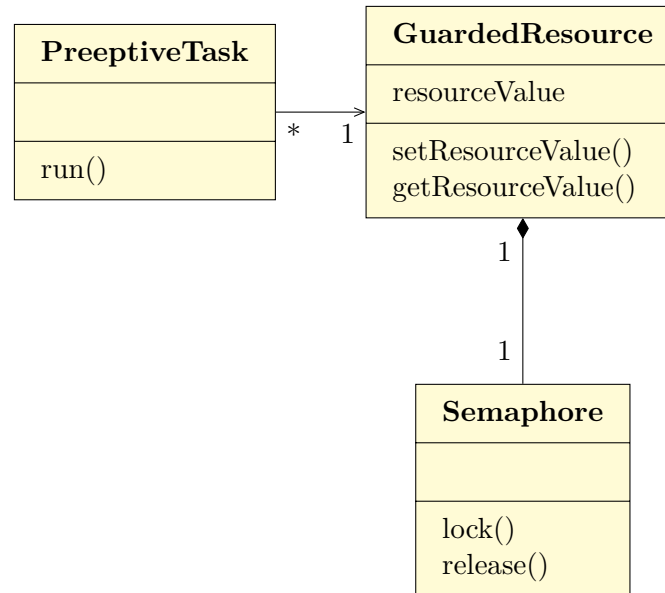 PreeptiveTask
run()
*
1
GuardedResource
resourceValue
setResourceValue()
getResourceValue()
1
1
Semaphore
lock()
release()